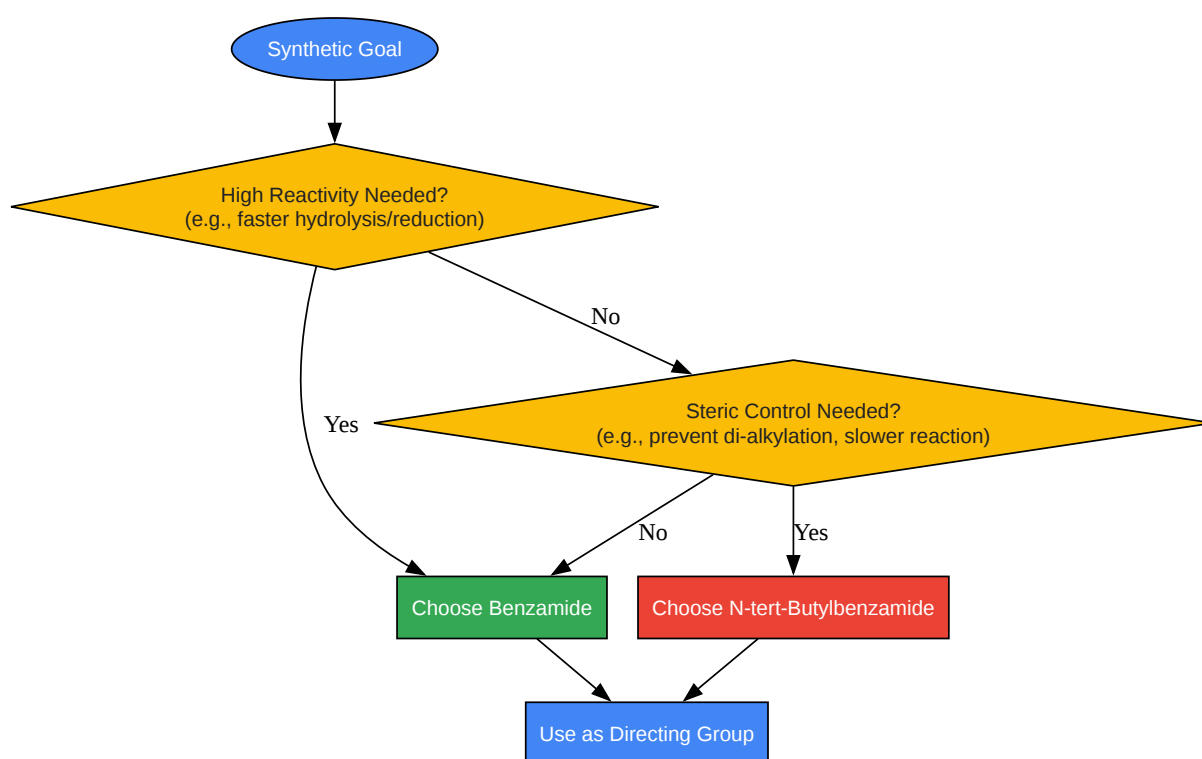 Synthetic Goal
High Reactivity Needed?
(e.g., faster hydrolysis/reduction)
No
Steric Control Needed?
(e.g., prevent di-alkylation, slower reaction)
Yes
No
Yes
Choose Benzamide
Choose N-tert-Butylbenzamide
Use as Directing Group